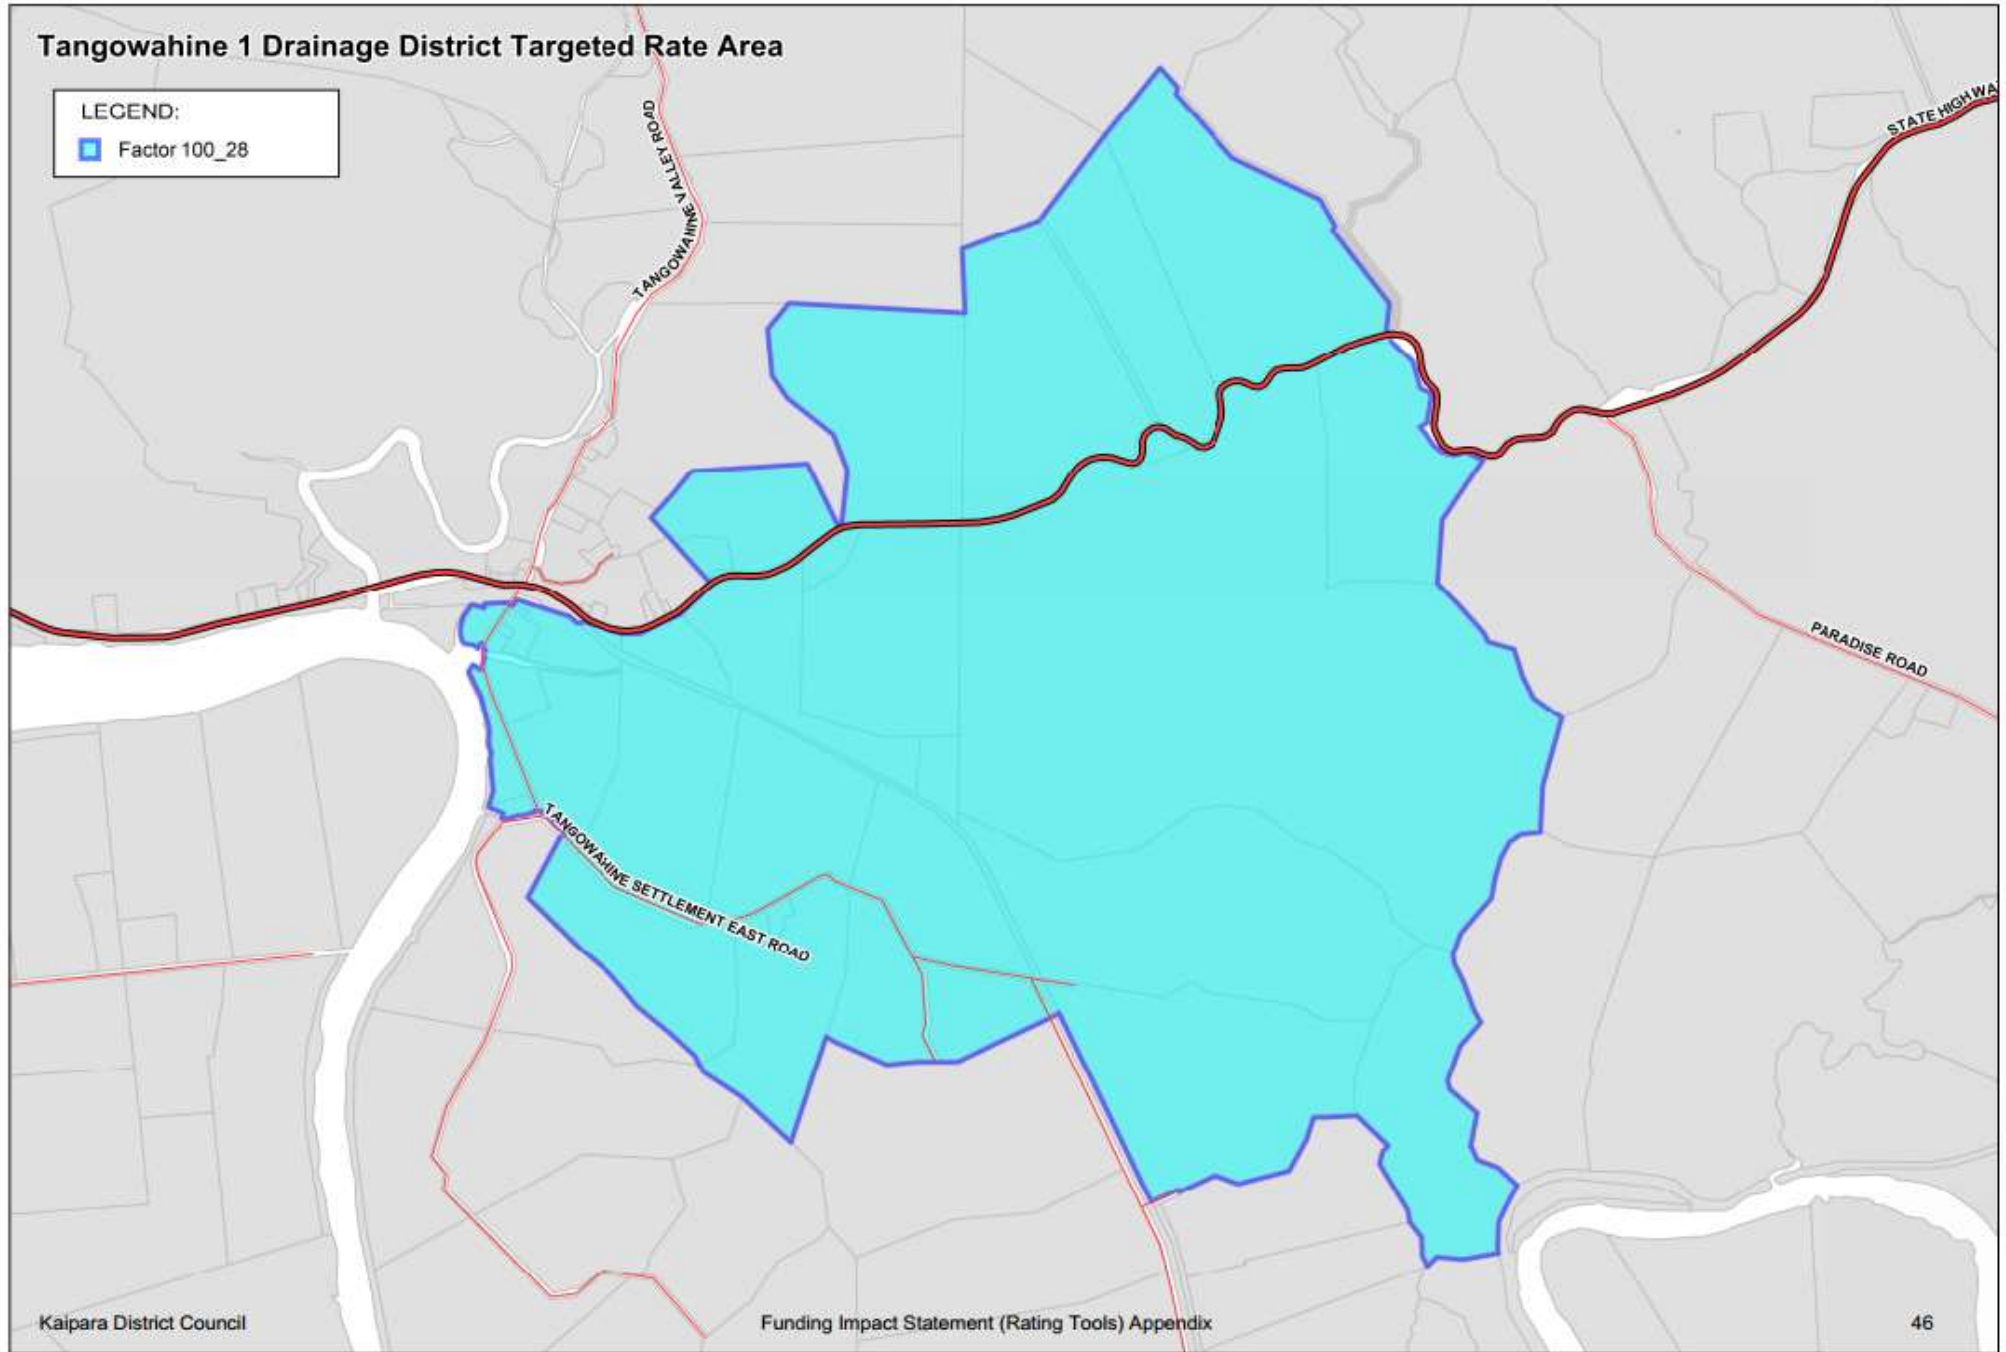 Tangowahine 1 Drainage District Targeted Rate Area
LEGEND:
Factor 100_28
TANGOWAHINE VALLEY ROAD
STATE HIGHWA
PARADISE ROAD
TANGOWAHINE SETTLEMENT EAST ROAD
Kaipara District Council
Funding Impact Statement (Rating Tools) Appendix
46